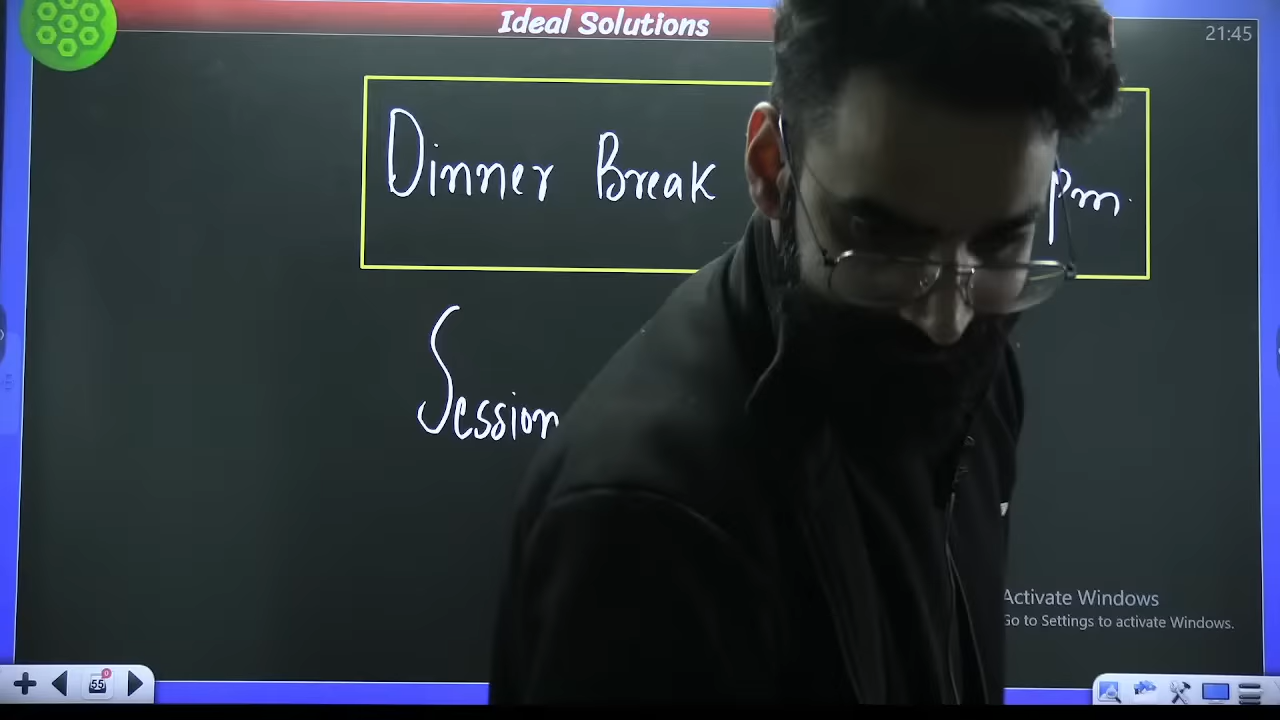 Ideal Solutions
21:45
Dinner Break pm.
Session
Activate Windows
Go to Settings to activate Windows.
55